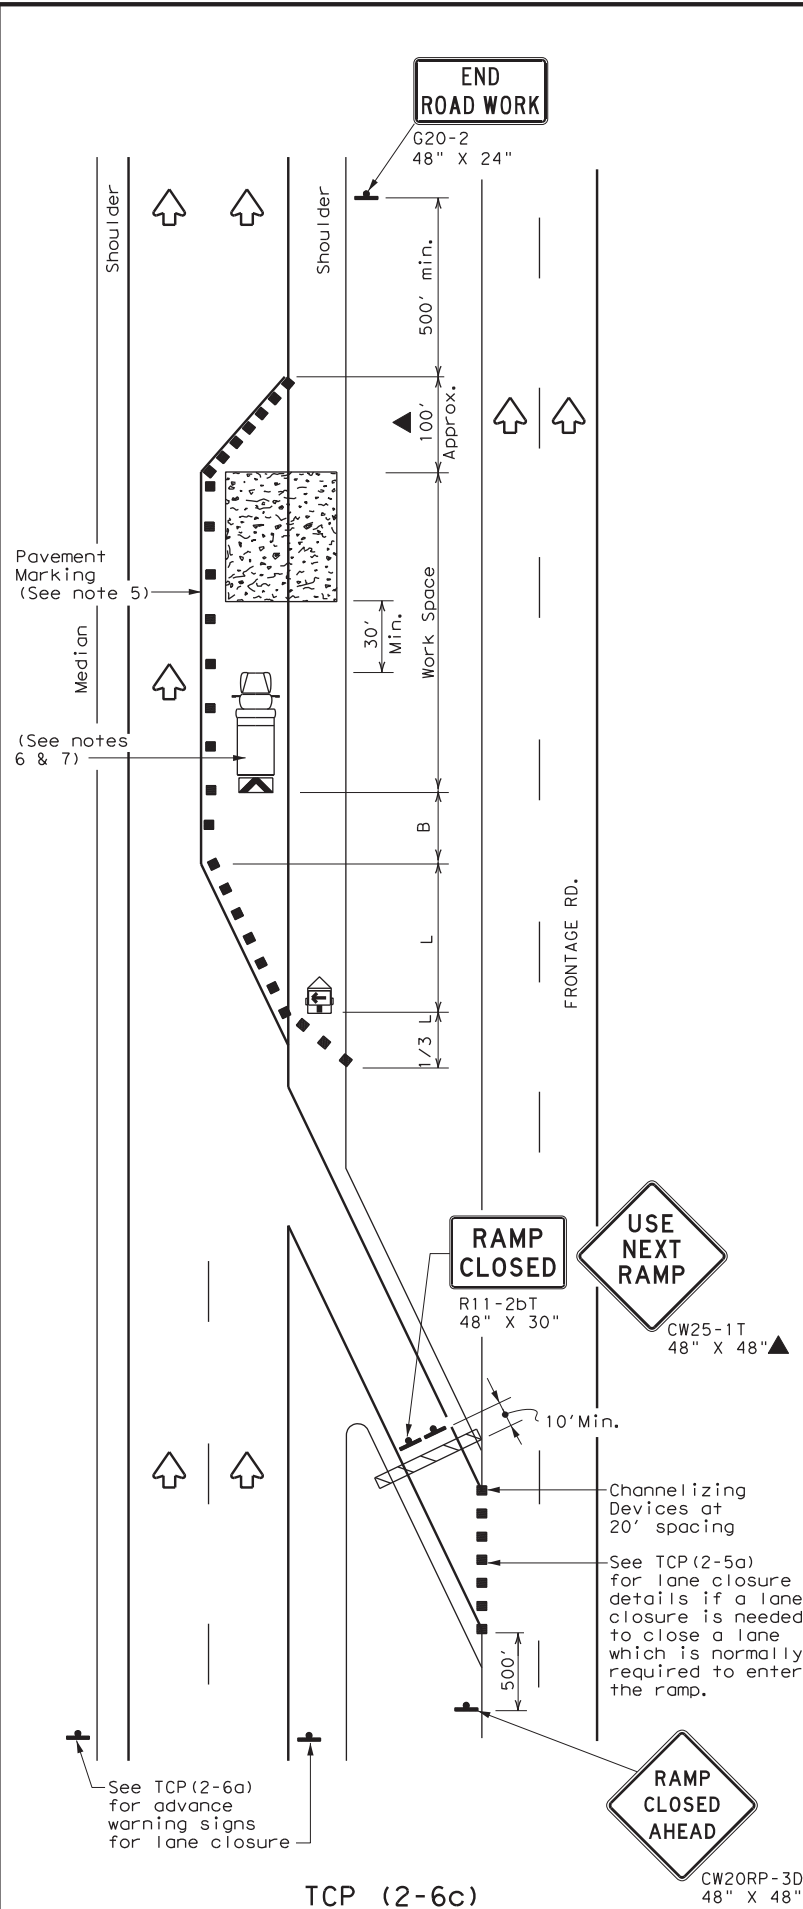 END
ROAD WORK
G20-2
48" X 24"
Shoulder
Shoulder
500' min.
100'
Approx.
Pavement
Marking
(See note 5)
30'
Min.
Work Space
Median
(See notes
6 & 7)
B
L
FRONTAGE RD.
1/3 L
RAMP
CLOSED
R11-2bT
48" X 30"
USE
NEXT
RAMP
CW25-1T
48" X 48"
10'Min.
Channelizing
Devices at
20' spacing
See TCP(2-5a)
for lane closure
details if a lane
closure is needed
to close a lane
which is normally
required to enter
the ramp.
500'
See TCP(2-6a)
for advance
warning signs
for lane closure
RAMP
CLOSED
AHEAD
CW20RP-3D
48" X 48"
TCP (2-6c)